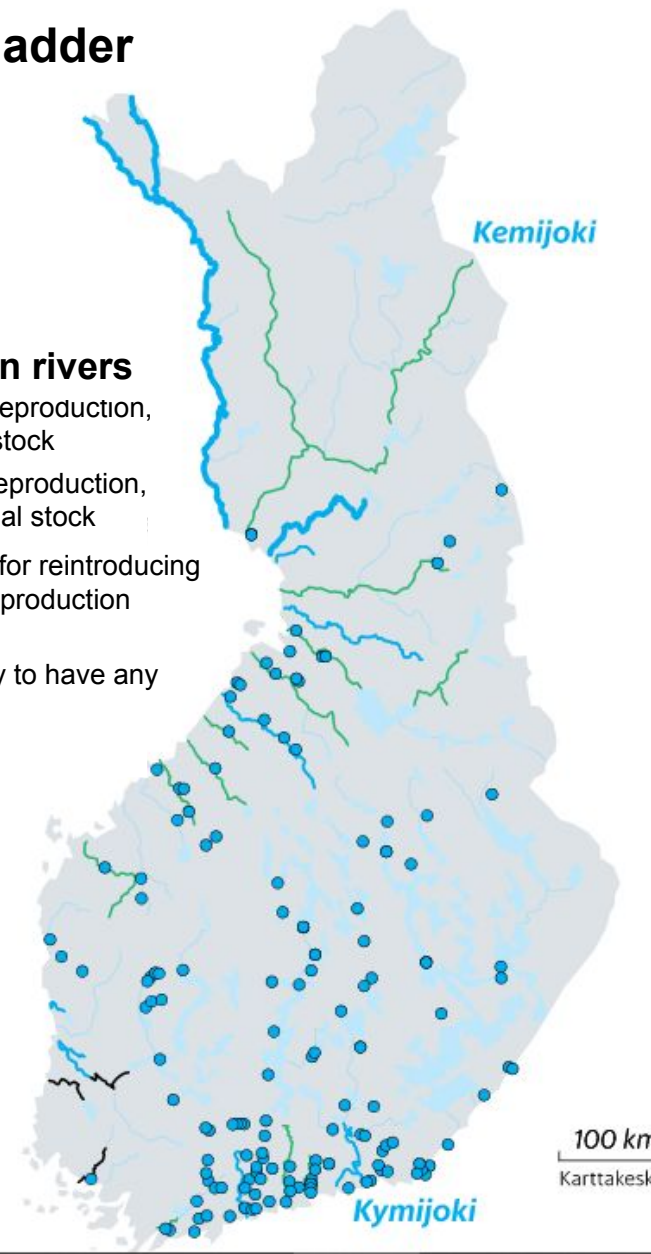 adder
Kemijoki
n rivers
eproduction,
stock
eproduction,
al stock
for reintroducing
production
y to have any
100 km
Karttakesk
Kymijoki